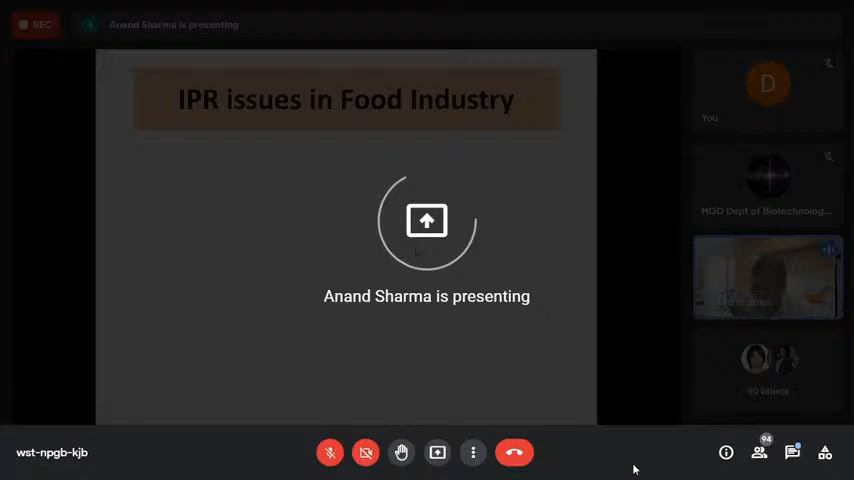 REC
Anand Sharma is presenting
IPR issues in Food Industry
D
You
HOD Dept of Biotechnolog...
Anand Sharma is presenting
90 others
wst-npgb-kjb
94